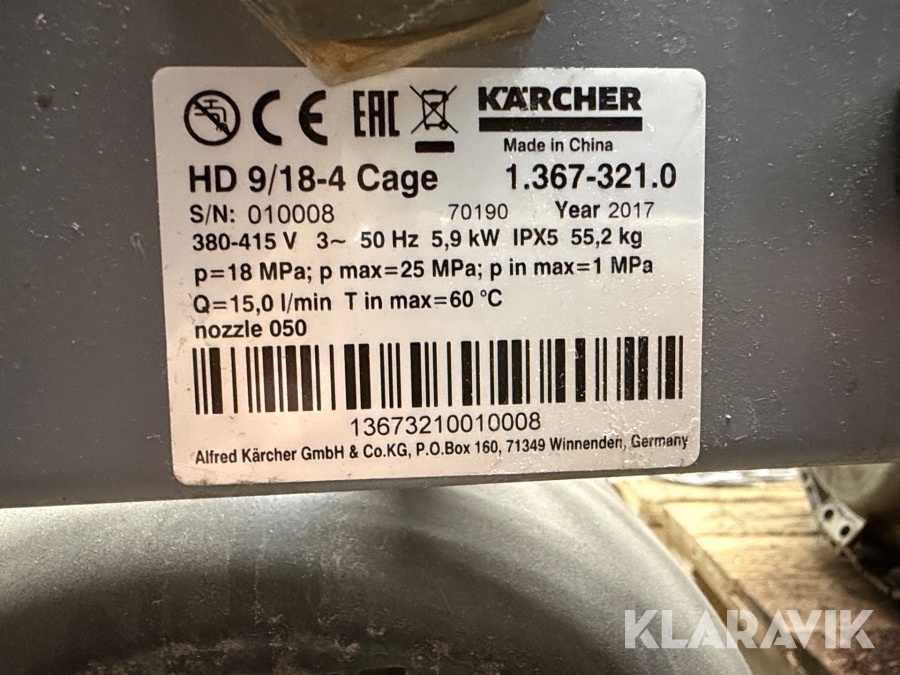 CE EAC KÄRCHER
Made in China
HD 9/18-4 Cage 1.367-321.0
S/N: 010008 70190 Year 2017
380-415 V 3~ 50 Hz 5,9 kW IPX5 55,2 kg
p=18 MPa; p max=25 MPa; p in max=1 MPa
Q=15,0 l/min T in max=60 °C
nozzle 050
13673210010008
Alfred Kärcher GmbH & Co.KG, P.O.Box 160, 71349 Winnenden, Germany
KLARAVIK